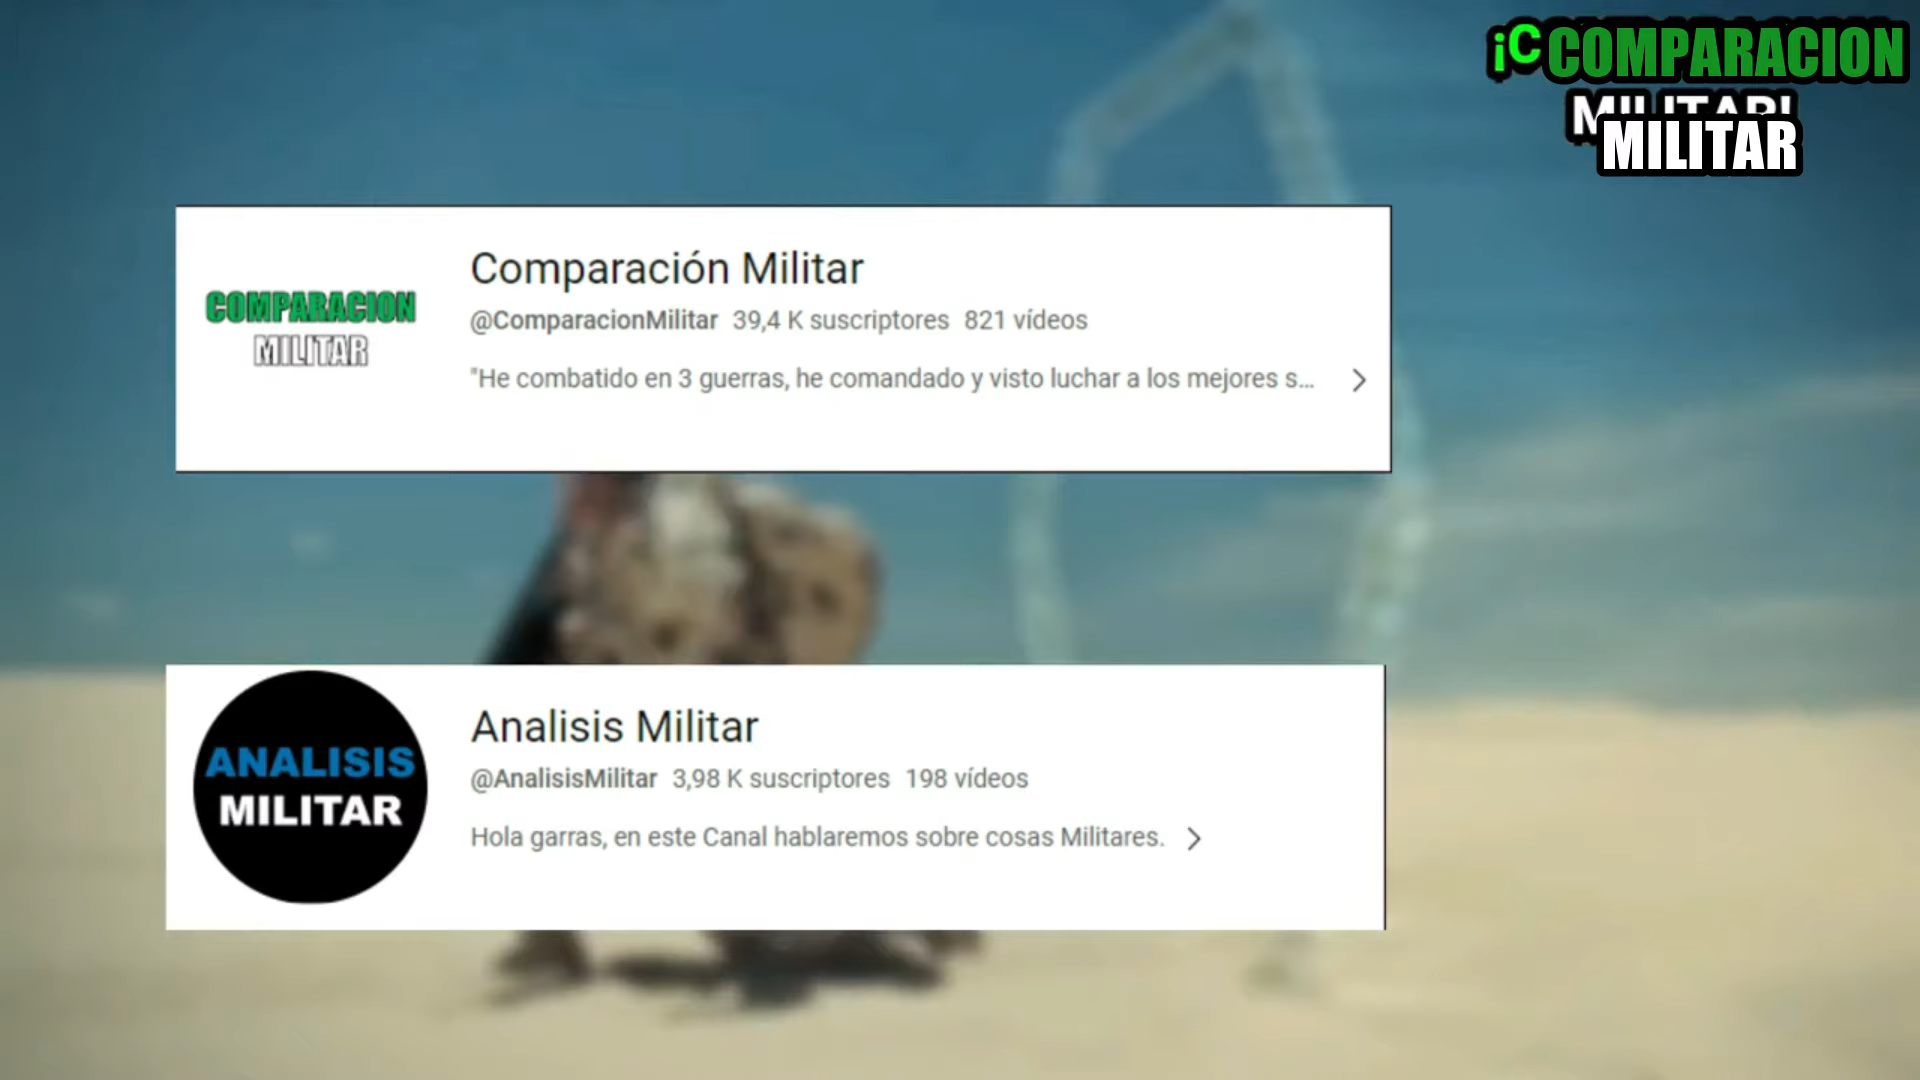 ¡C COMPARACION
MILITAR!
MILITAR
COMPARACION
MILITAR
Comparación Militar
@ComparacionMilitar 39,4 K suscriptores 821 vídeos
"He combatido en 3 guerras, he comandado y visto luchar a los mejores s...
ANALISIS
MILITAR
Analisis Militar
@AnalisisMilitar 3,98 K suscriptores 198 vídeos
Hola garras, en este Canal hablaremos sobre cosas Militares.